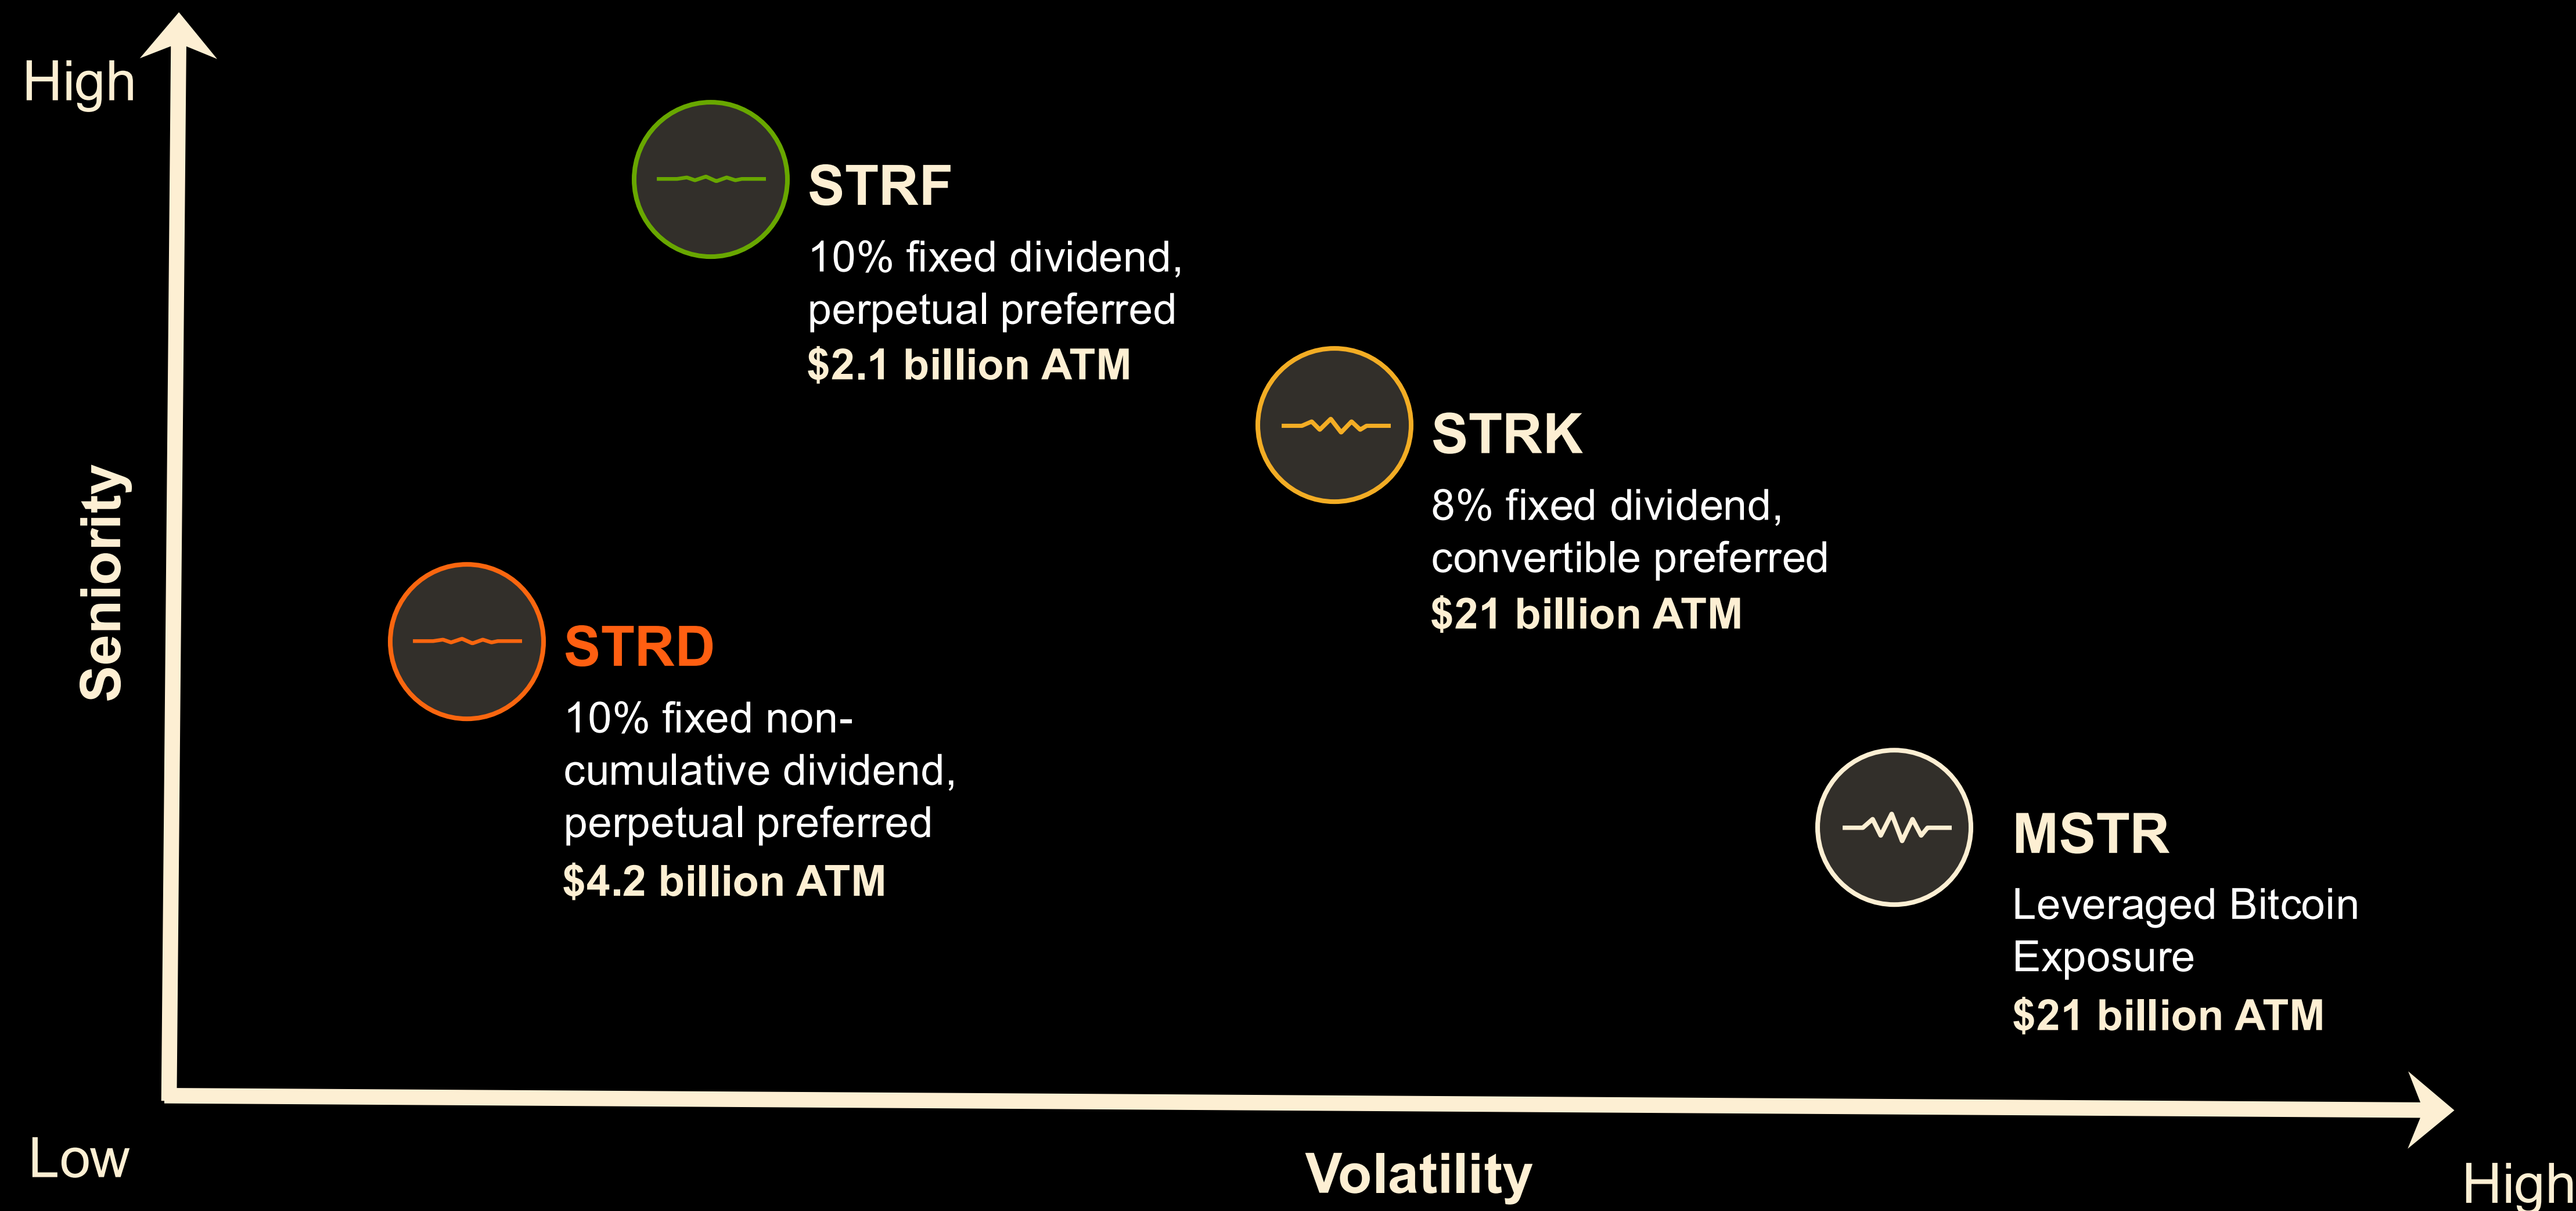 High
STRF
10% fixed dividend,
perpetual preferred
$2.1 billion ATM
STRK
8% fixed dividend,
convertible preferred
$21 billion ATM
Seniority
STRD
10% fixed non-
cumulative dividend,
perpetual preferred
$4.2 billion ATM
MSTR
Leveraged Bitcoin
Exposure
$21 billion ATM
Low
Volatility
High